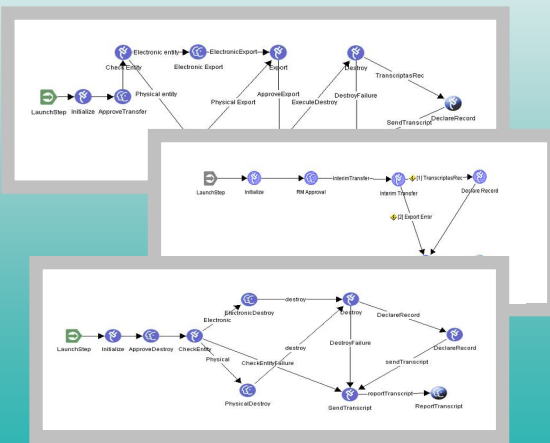 Electronic entity
ElectronicExport
Check Entity
Electronic Export
Export
Destroy
TranscriptasRec
Physical entity
Physical Export
ApproveExport
ExecuteDestroy
DestroyFailure
LaunchStep
Initialize
ApproveTransfer
SendTranscript
DeclareRecord
InterimTransfer
(1) TranscriptasRec
LaunchStep
Initialize
RM Approval
Interim Transfer
Declare Record
(2) Export Error
destroy
ElectronicDestroy
Destroy
DeclareRecord
Electronic
LaunchStep
Initialize
ApproveDestroy
CheckEntity
destroy
DestroyFailure
DeclareRecord
Physical
CheckEntityFailure
sendTranscript
PhysicalDestroy
SendTranscript
reportTranscript
ReportTranscript